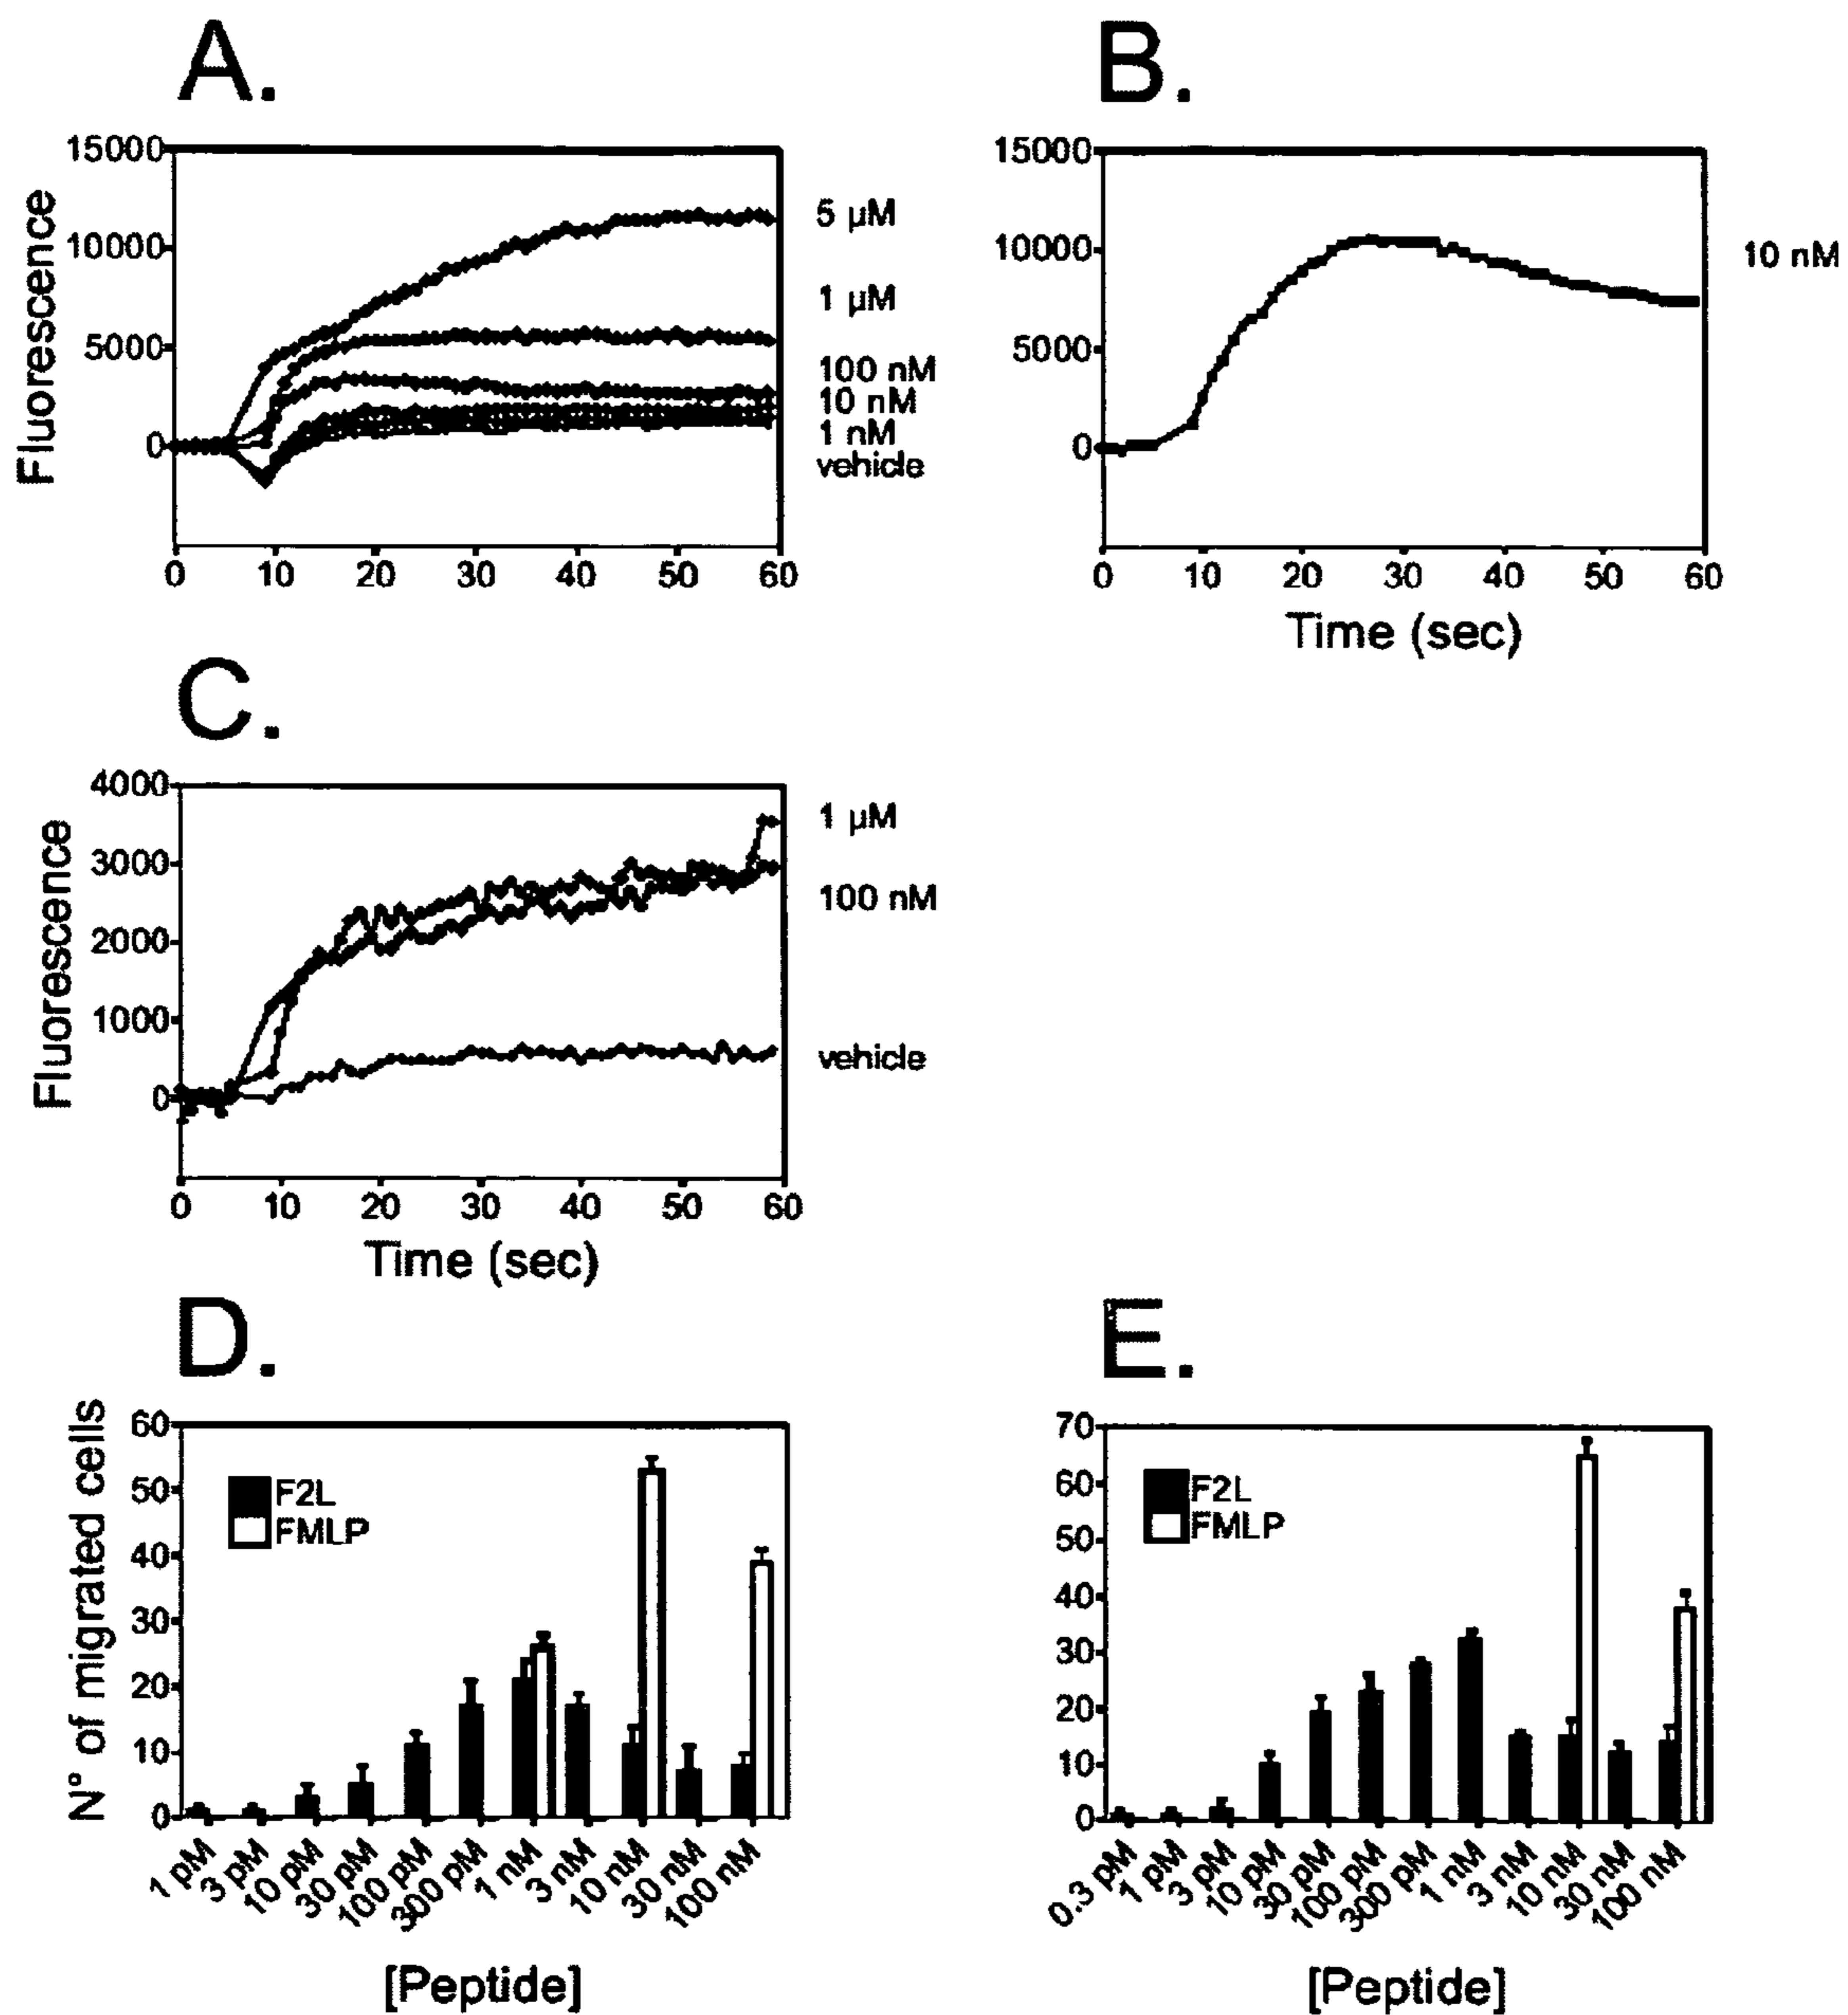 A.
Fluorescence
15000
10000
5000
0
0 10 20 30 40 50 60
5 µM
1 µM
100 nM
10 nM
1 nM
vehicle
B.
15000
10000
5000
0
0 10 20 30 40 50 60
Time (sec)
10 nM
C.
Fluorescence
4000
3000
2000
1000
0
0 10 20 30 40 50 60
Time (sec)
1 µM
100 nM
vehicle
D.
N° of migrated cells
60
50
40
30
20
10
0
F2L
FMLP
1 pM
3 pM
10 pM
30 pM
100 pM
300 pM
1 nM
3 nM
10 nM
30 nM
100 nM
[Peptide]
E.
70
60
50
40
30
20
10
0
F2L
FMLP
0.3 pM
1 pM
3 pM
10 pM
30 pM
100 pM
300 pM
1 nM
3 nM
10 nM
30 nM
100 nM
[Peptide]